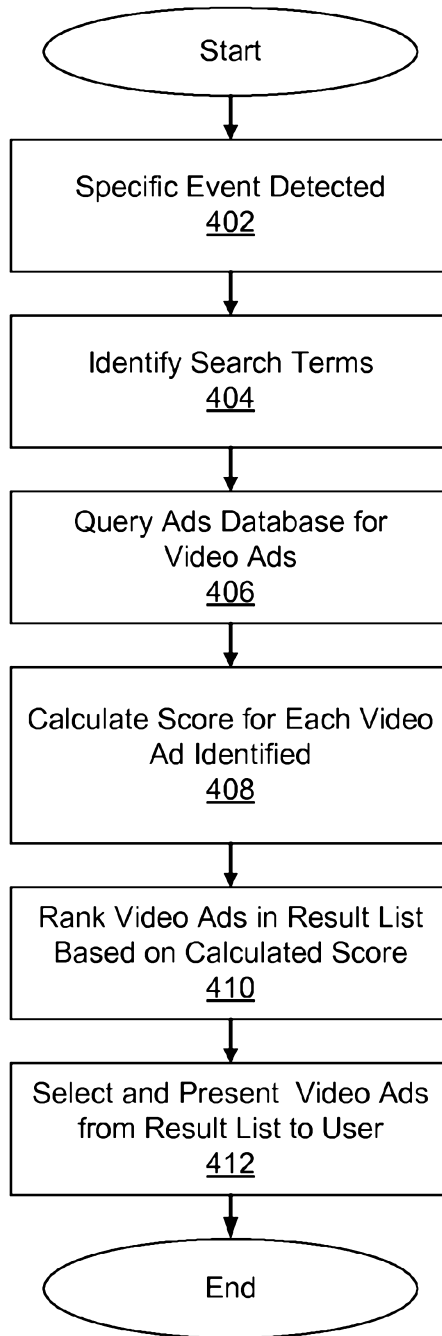 Start
Specific Event Detected
402
Identify Search Terms
404
Query Ads Database for
Video Ads
406
Calculate Score for Each Video
Ad Identified
408
Rank Video Ads in Result List
Based on Calculated Score
410
Select and Present Video Ads
from Result List to User
412
End